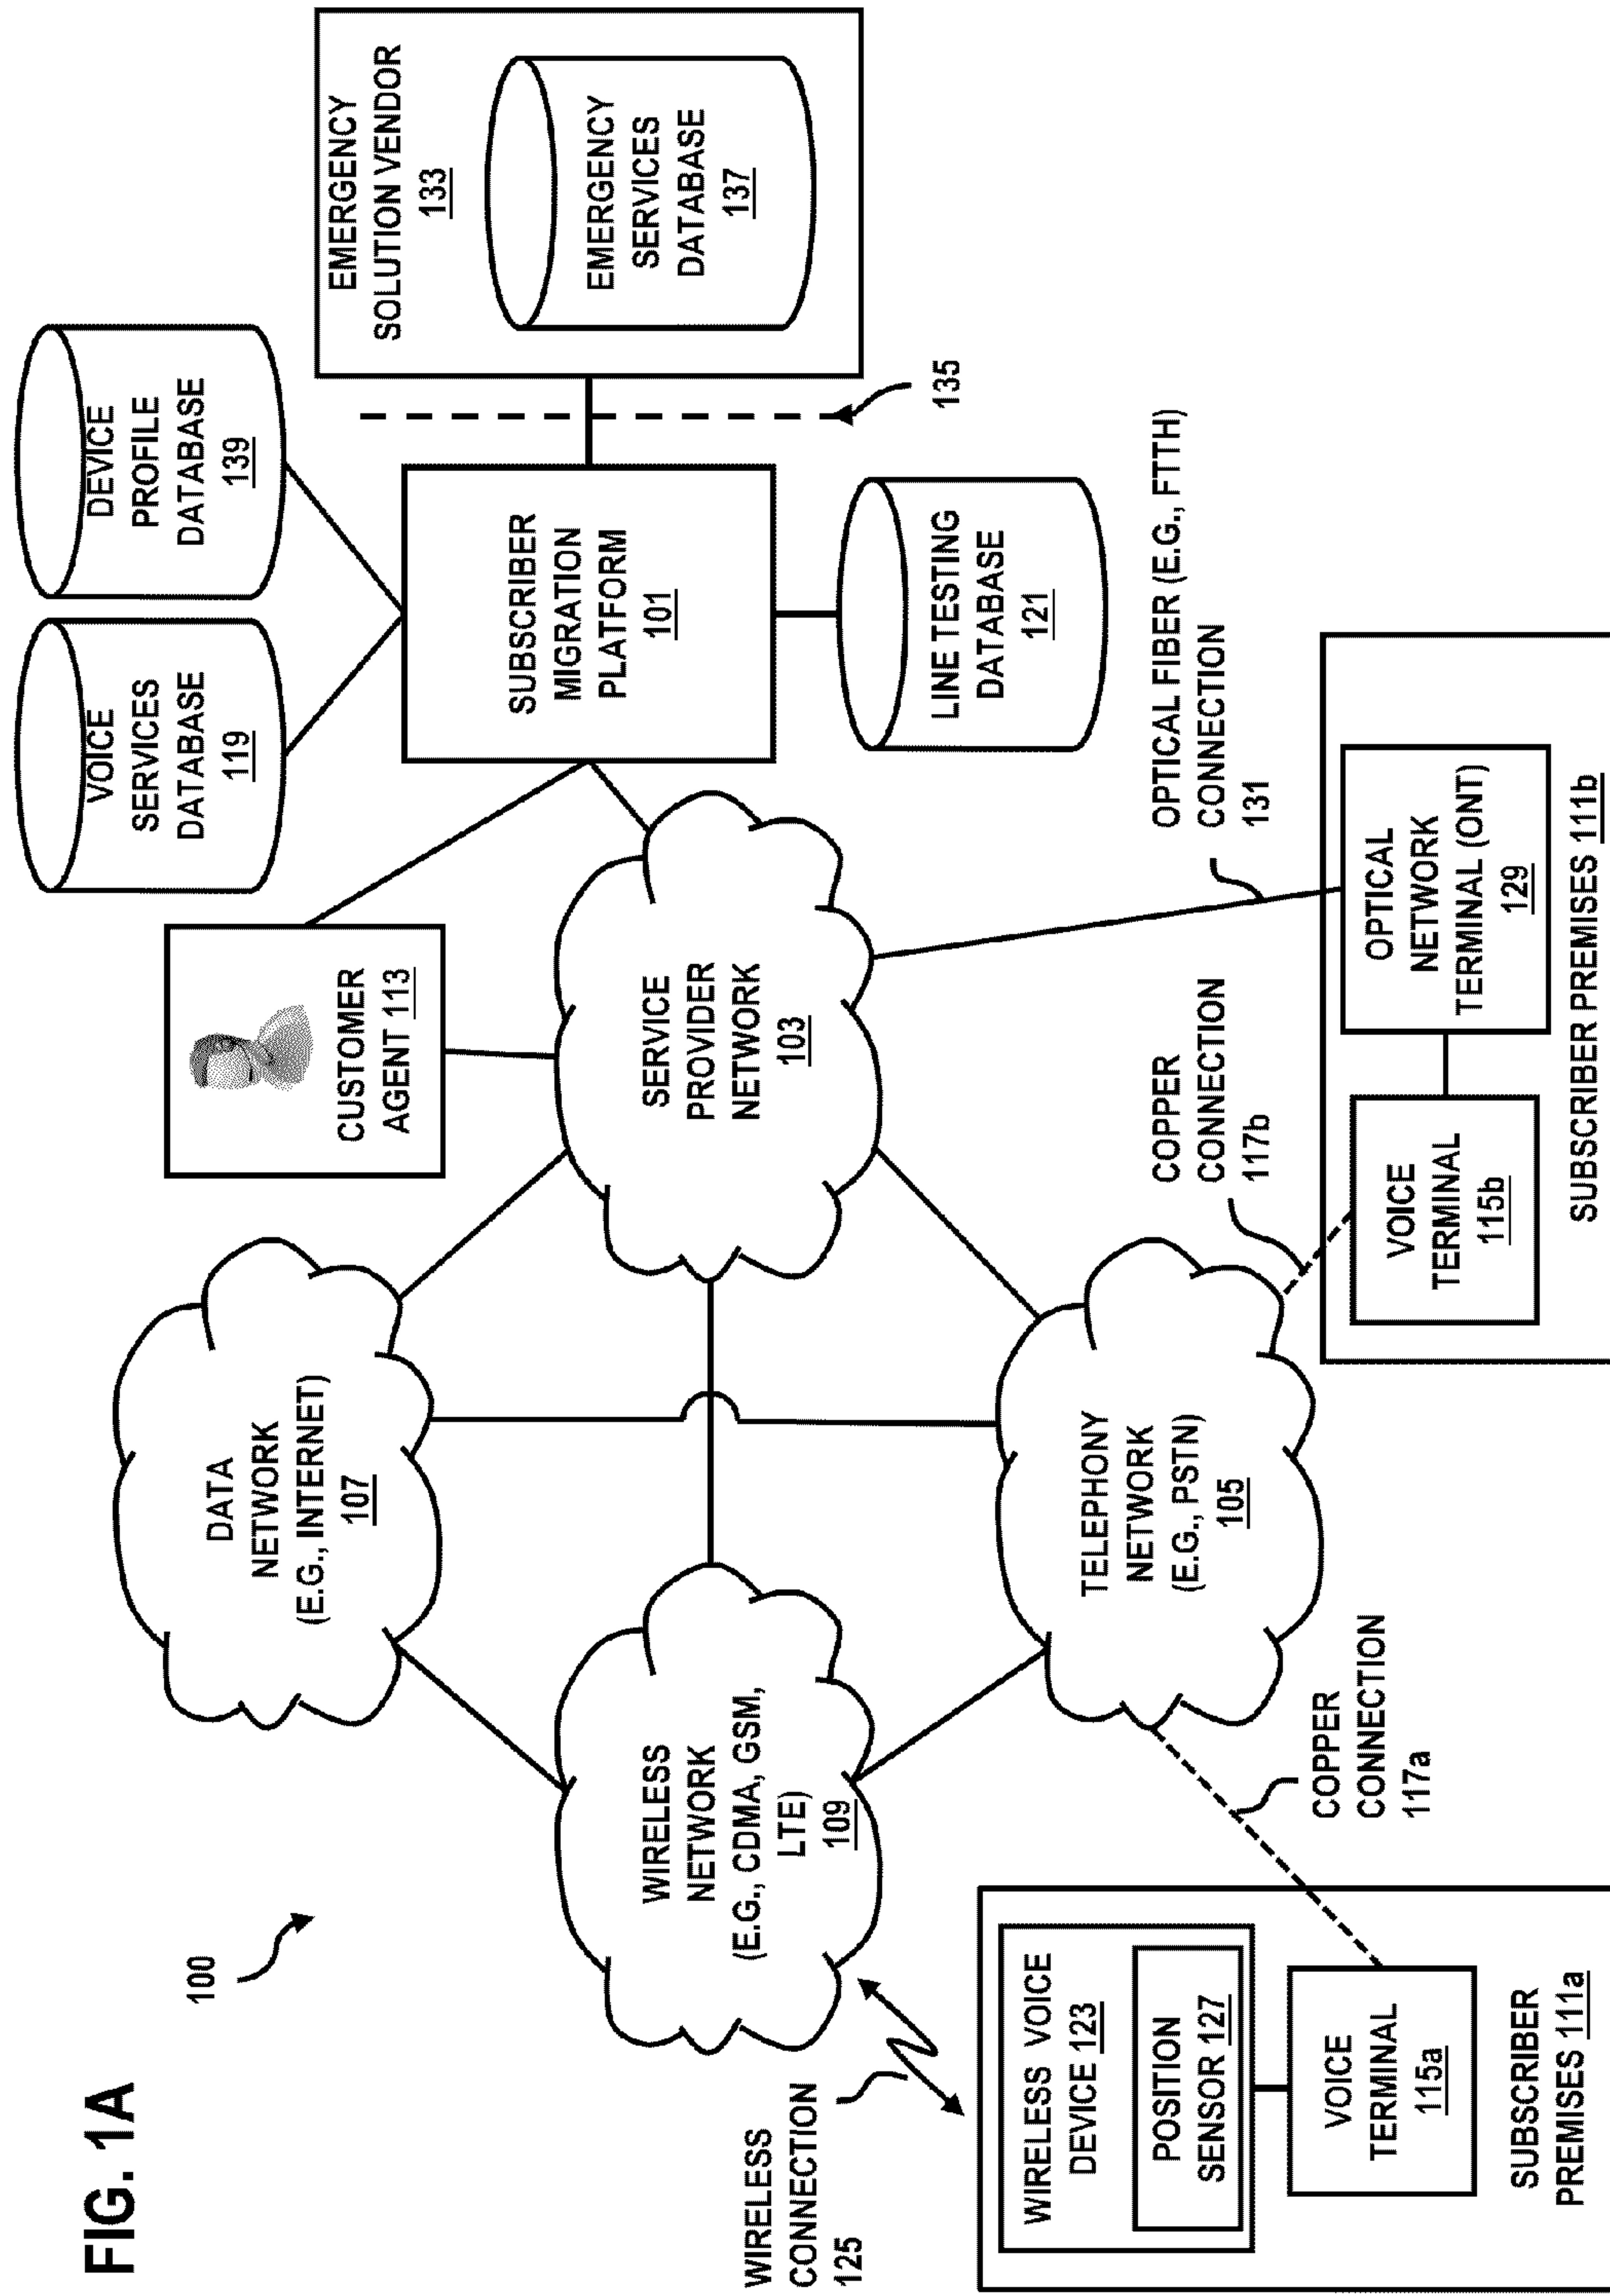 FIG. 1A
100
DATA
NETWORK
(E.G., INTERNET)
107
CUSTOMER
AGENT 113
VOICE
SERVICES
DATABASE
119
DEVICE
PROFILE
DATABASE
139
EMERGENCY
SOLUTION VENDOR
133
EMERGENCY
SERVICES
DATABASE
137
135
SUBSCRIBER
MIGRATION
PLATFORM
101
LINE TESTING
DATABASE
121
WIRELESS
NETWORK
(E.G., CDMA, GSM,
LTE)
109
SERVICE
PROVIDER
NETWORK
103
TELEPHONY
NETWORK
(E.G., PSTN)
105
WIRELESS
CONNECTION
125
WIRELESS VOICE
DEVICE 123
POSITION
SENSOR 127
VOICE
TERMINAL
115a
SUBSCRIBER
PREMISES 111a
COPPER
CONNECTION
117a
COPPER
CONNECTION
117b
OPTICAL FIBER (E.G., FTTH)
CONNECTION
131
VOICE
TERMINAL
115b
OPTICAL
NETWORK
TERMINAL (ONT)
129
SUBSCRIBER PREMISES 111b